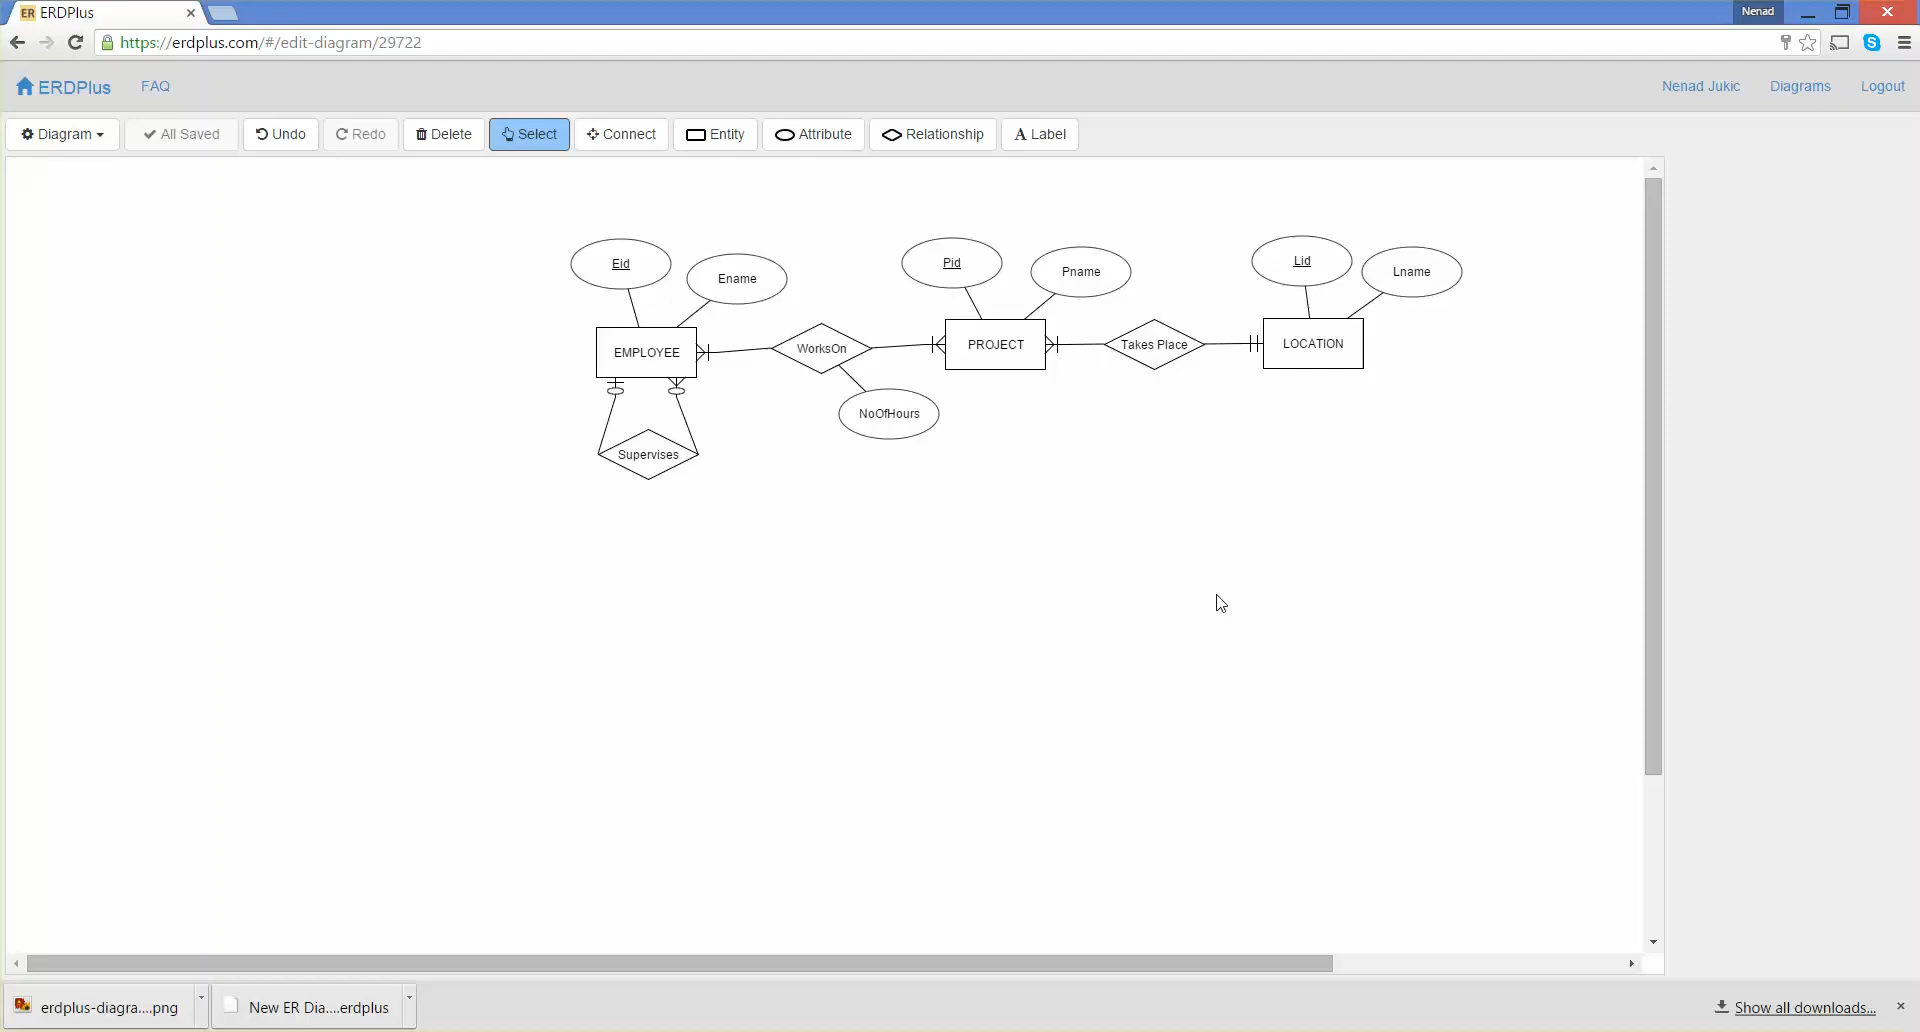 ERDPlus
Nenad
https://erdplus.com/#/edit-diagram/29722
ERDPlus FAQ Nenad Jukic Diagrams Logout
Diagram All Saved Undo Redo Delete Select Connect Entity Attribute Relationship A Label
Eid Ename Pid Pname Lid Lname
EMPLOYEE WorksOn PROJECT Takes Place LOCATION
NoOfHours
Supervises
erdplus-diagra....png New ER Dia....erdplus Show all downloads...